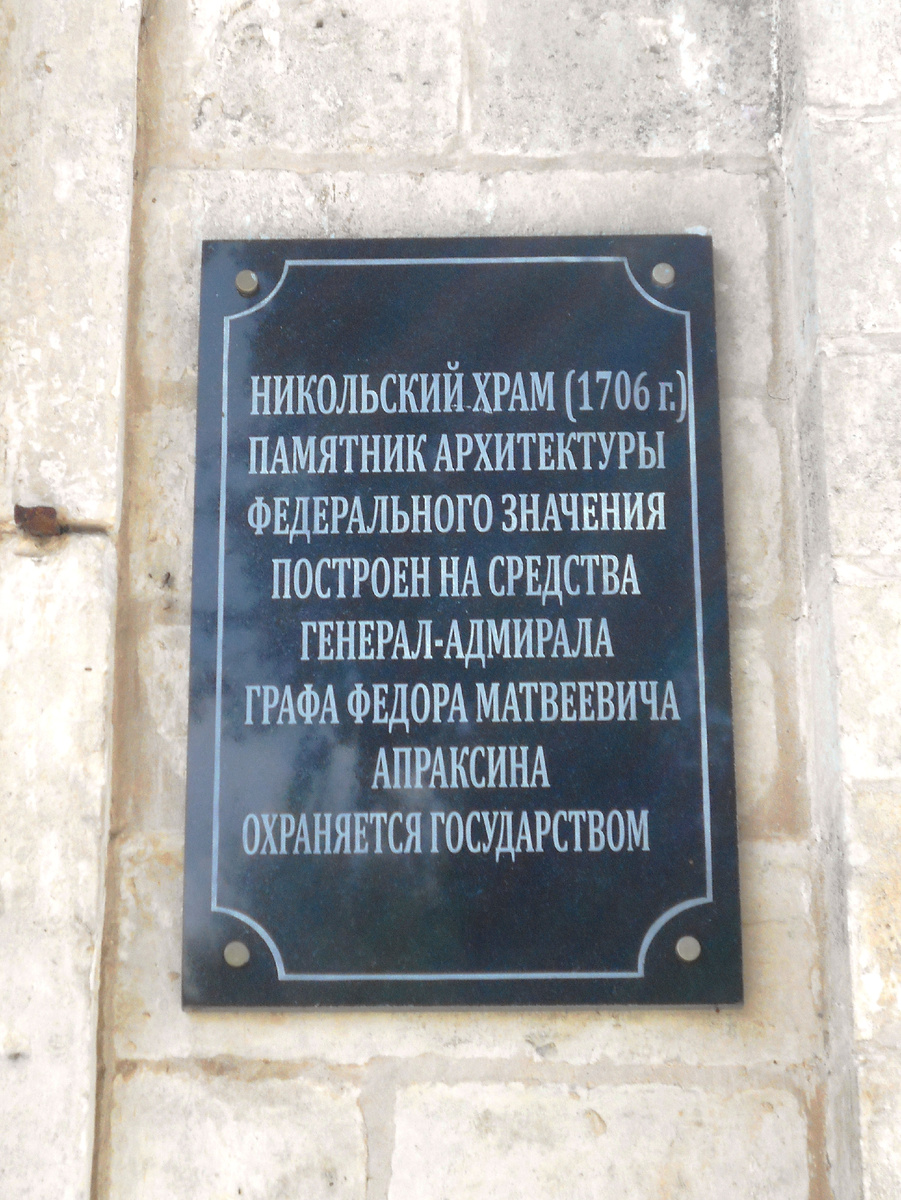 НИКОЛЬСКИЙ ХРАМ (1706 г.)
ПАМЯТНИК АРХИТЕКТУРЫ
ФЕДЕРАЛЬНОГО ЗНАЧЕНИЯ
ПОСТРОЕН НА СРЕДСТВА
ГЕНЕРАЛ-АДМИРАЛА
ГРАФА ФЕДОРА МАТВЕЕВИЧА
АПРАКСИНА
ОХРАНЯЕТСЯ ГОСУДАРСТВОМ